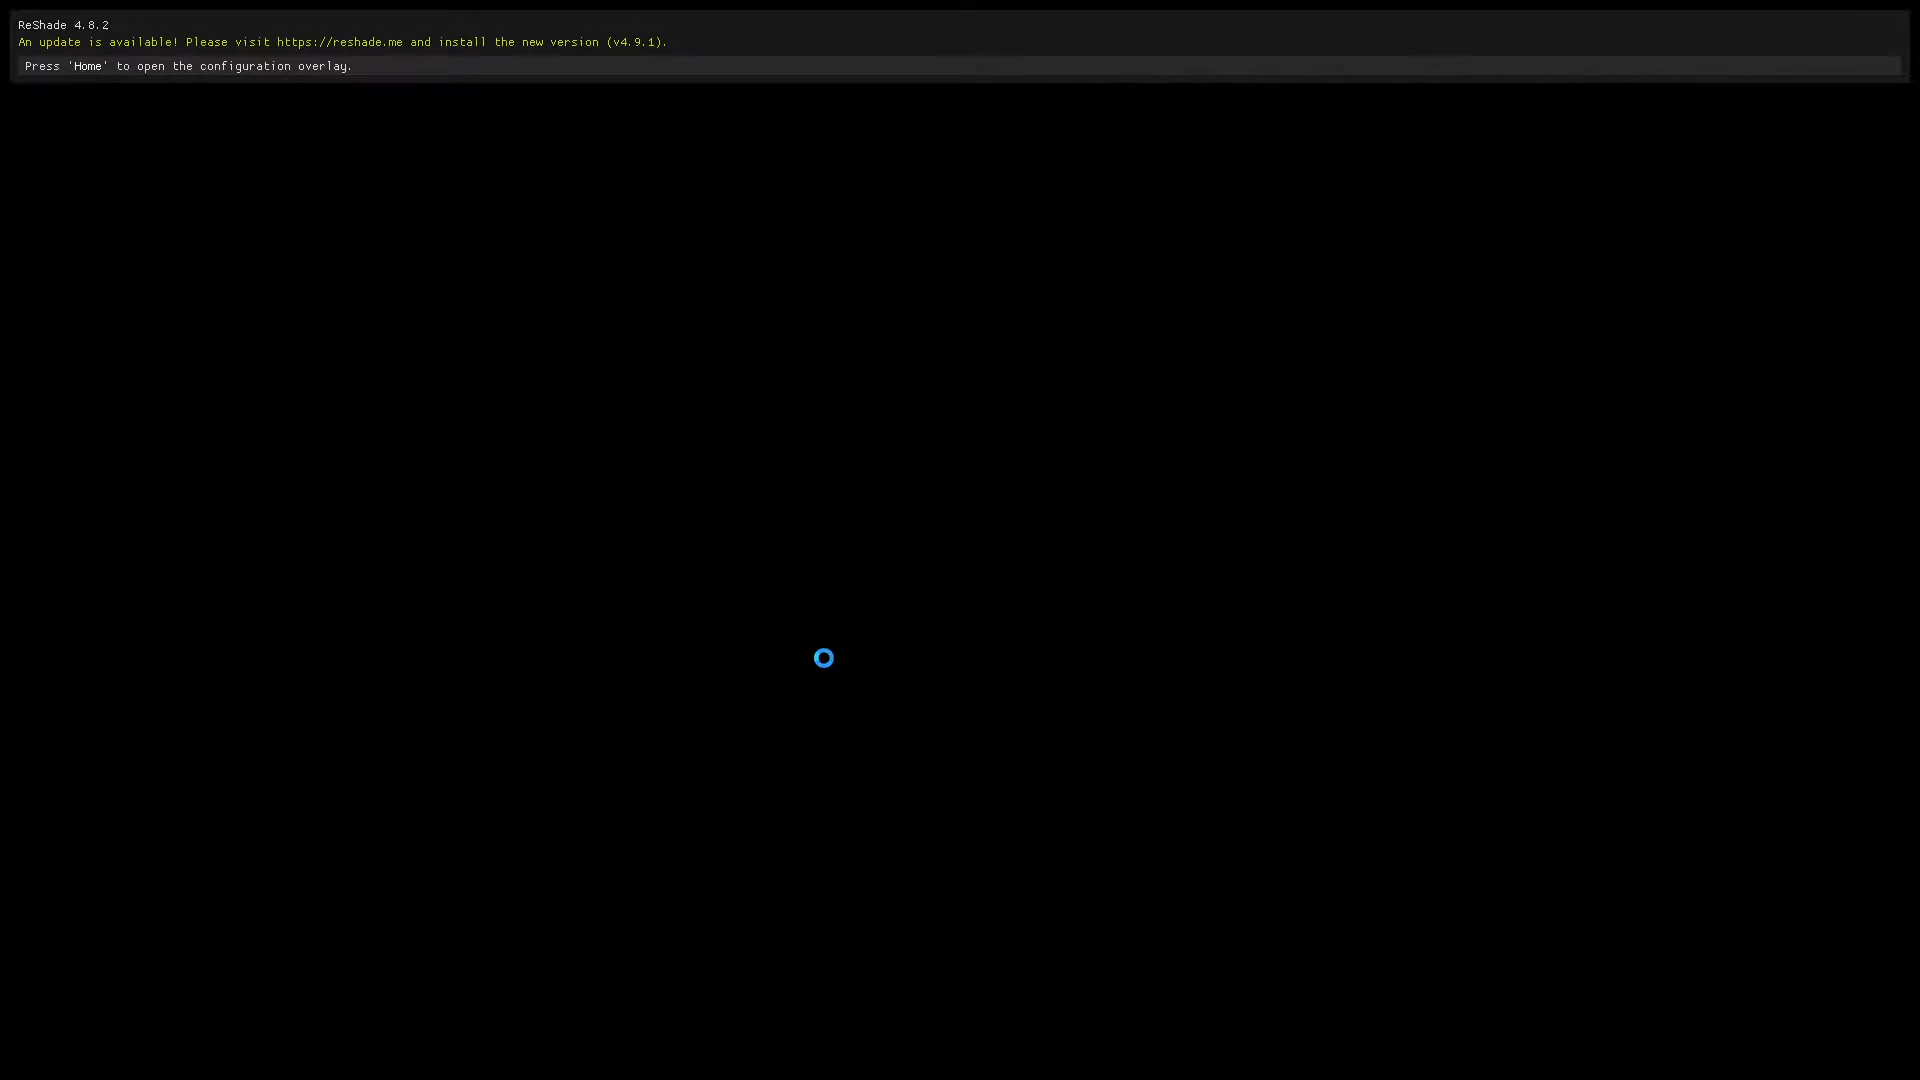 ReShade 4.8.2
An update is available! Please visit https://reshade.me and install the new version (v4.9.1).
Press 'Home' to open the configuration overlay.